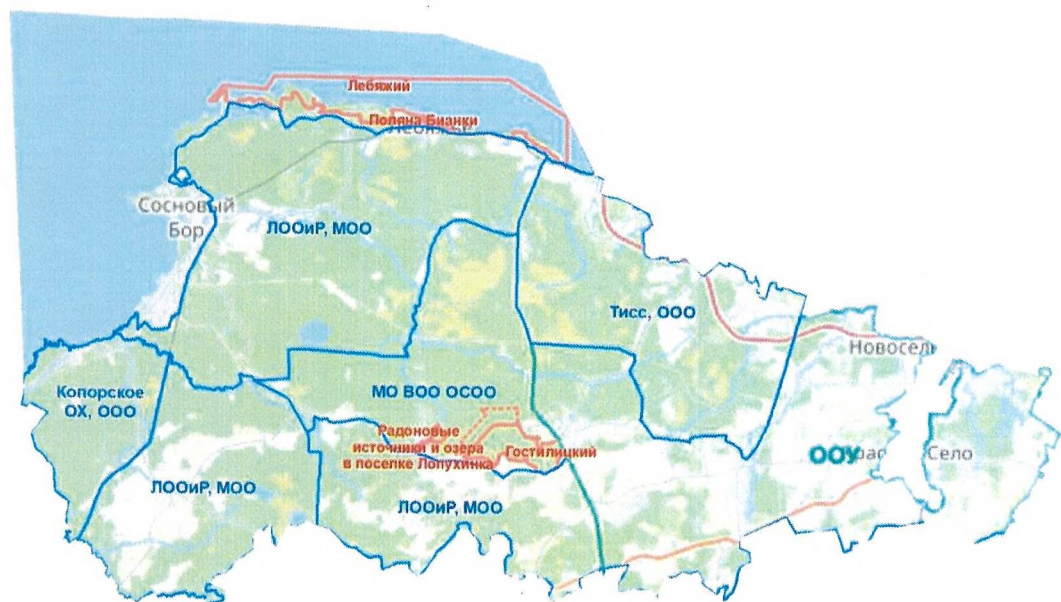 Лебяжий
Поляна Бианки
Сосновый
Бор
ЛООиР, МОО
Тисс, ООО
Новосел
Копорское
ОХ, ООО
МО ВОО ОСОО
Радоновые
источники и озера
в поселке Лопухинка
Гостилицкий
ООУ
Село
ЛООиР, МОО
ЛООиР, МОО